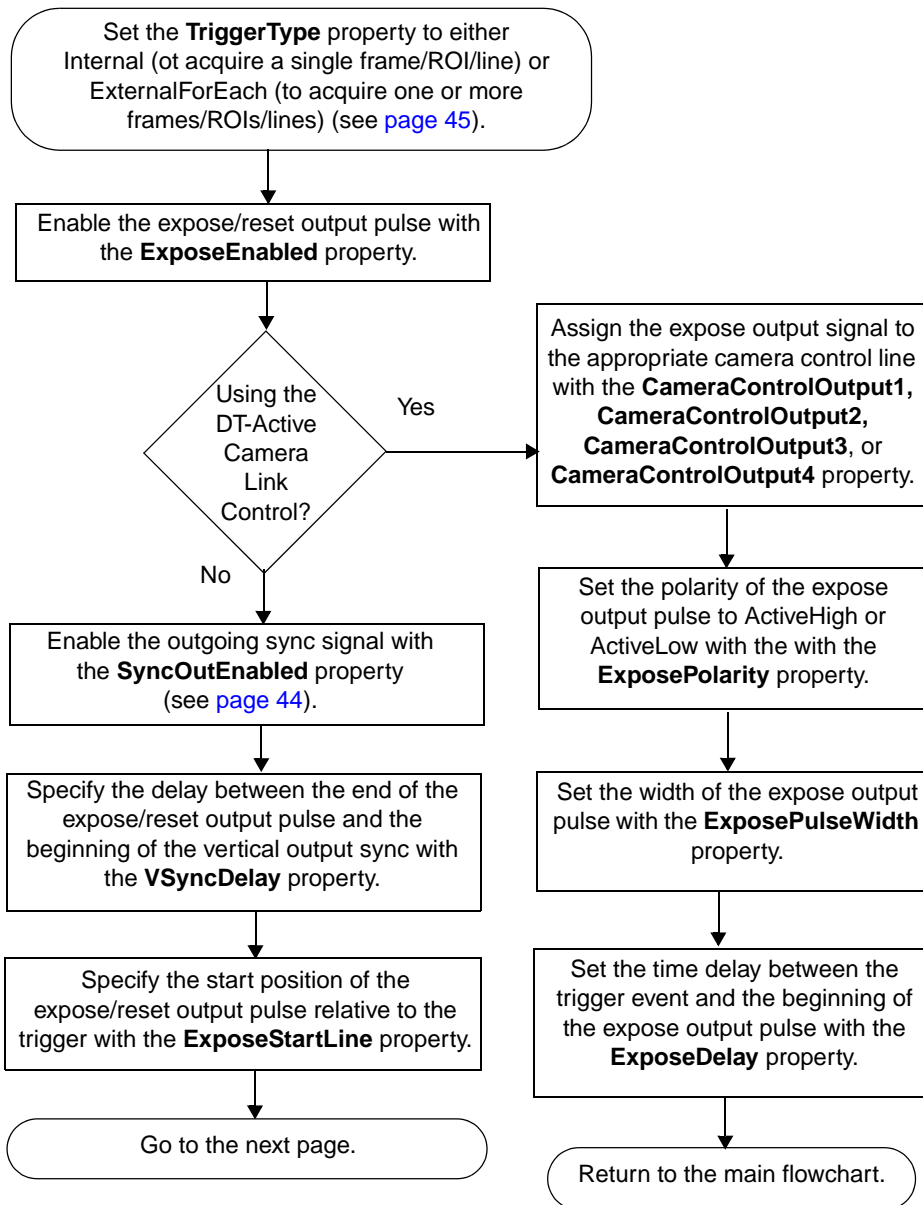 Set the TriggerType property to either
Internal (ot acquire a single frame/ROI/line) or
ExternalForEach (to acquire one or more
frames/ROIs/lines) (see page 45).
Enable the expose/reset output pulse with
the ExposeEnabled property.
Using the
DT-Active
Camera
Link
Control?
Yes
No
Assign the expose output signal to
the appropriate camera control line
with the CameraControlOutput1,
CameraControlOutput2,
CameraControlOutput3, or
CameraControlOutput4 property.
Set the polarity of the expose
output pulse to ActiveHigh or
ActiveLow with the with the
ExposePolarity property.
Set the width of the expose output
pulse with the ExposePulseWidth
property.
Set the time delay between the
trigger event and the beginning of
the expose output pulse with the
ExposeDelay property.
Return to the main flowchart.
Enable the outgoing sync signal with
the SyncOutEnabled property
(see page 44).
Specify the delay between the end of the
expose/reset output pulse and the
beginning of the vertical output sync with
the VSyncDelay property.
Specify the start position of the
expose/reset output pulse relative to the
trigger with the ExposeStartLine property.
Go to the next page.